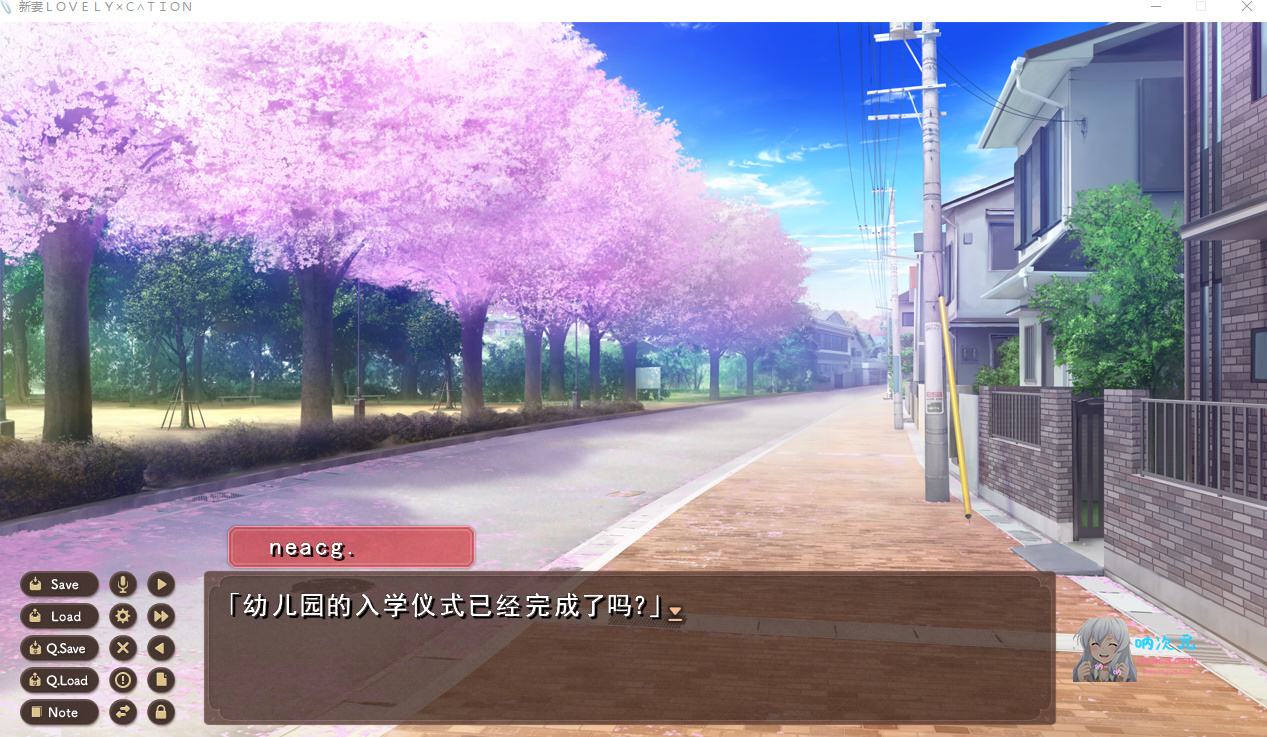 新妻ＬＯＶＥＬＹ×ＣΛＴＩＯＮ
neacg.
「幼儿园的入学仪式已经完成了吗?」
Save
Load
Q.Save
Q.Load
Note
呐次元